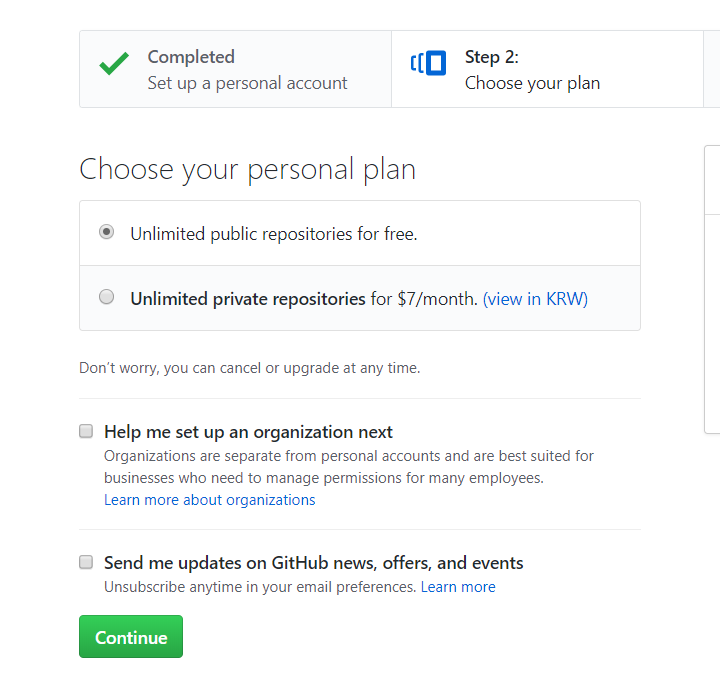 Completed
Set up a personal account
Step 2:
Choose your plan
Choose your personal plan
Unlimited public repositories for free.
Unlimited private repositories for $7/month. (view in KRW)
Don't worry, you can cancel or upgrade at any time.
Help me set up an organization next
Organizations are separate from personal accounts and are best suited for
businesses who need to manage permissions for many employees.
Learn more about organizations
Send me updates on GitHub news, offers, and events
Unsubscribe anytime in your email preferences. Learn more
Continue